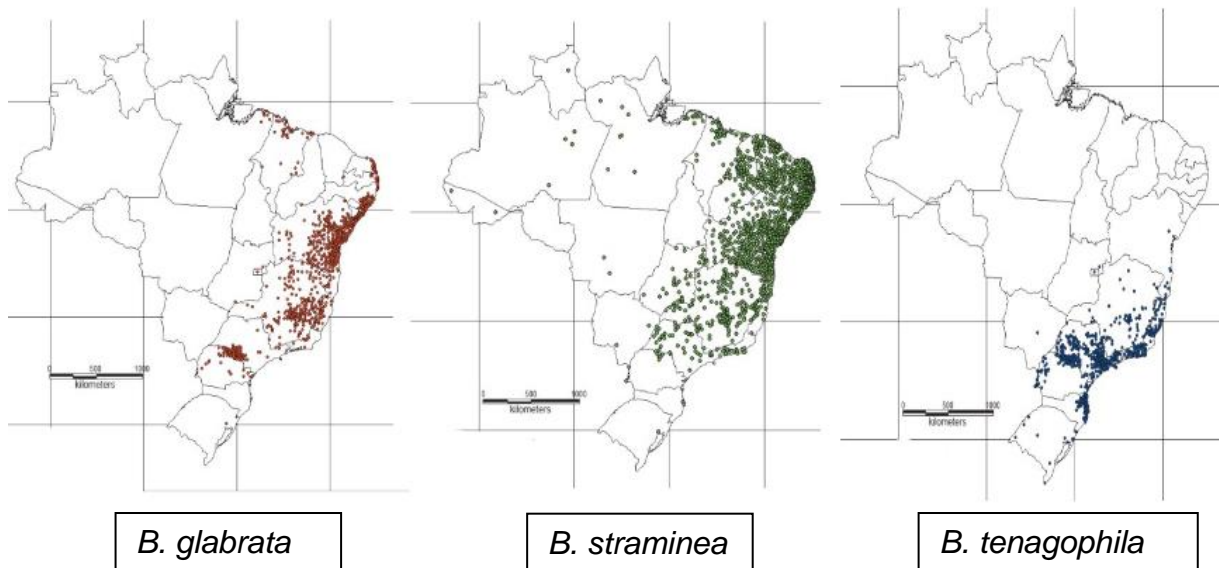 0 500 1000
kilometers
0 500 1000
kilometers
0 500 1000
kilometers
B. glabrata
B. straminea
B. tenagophila